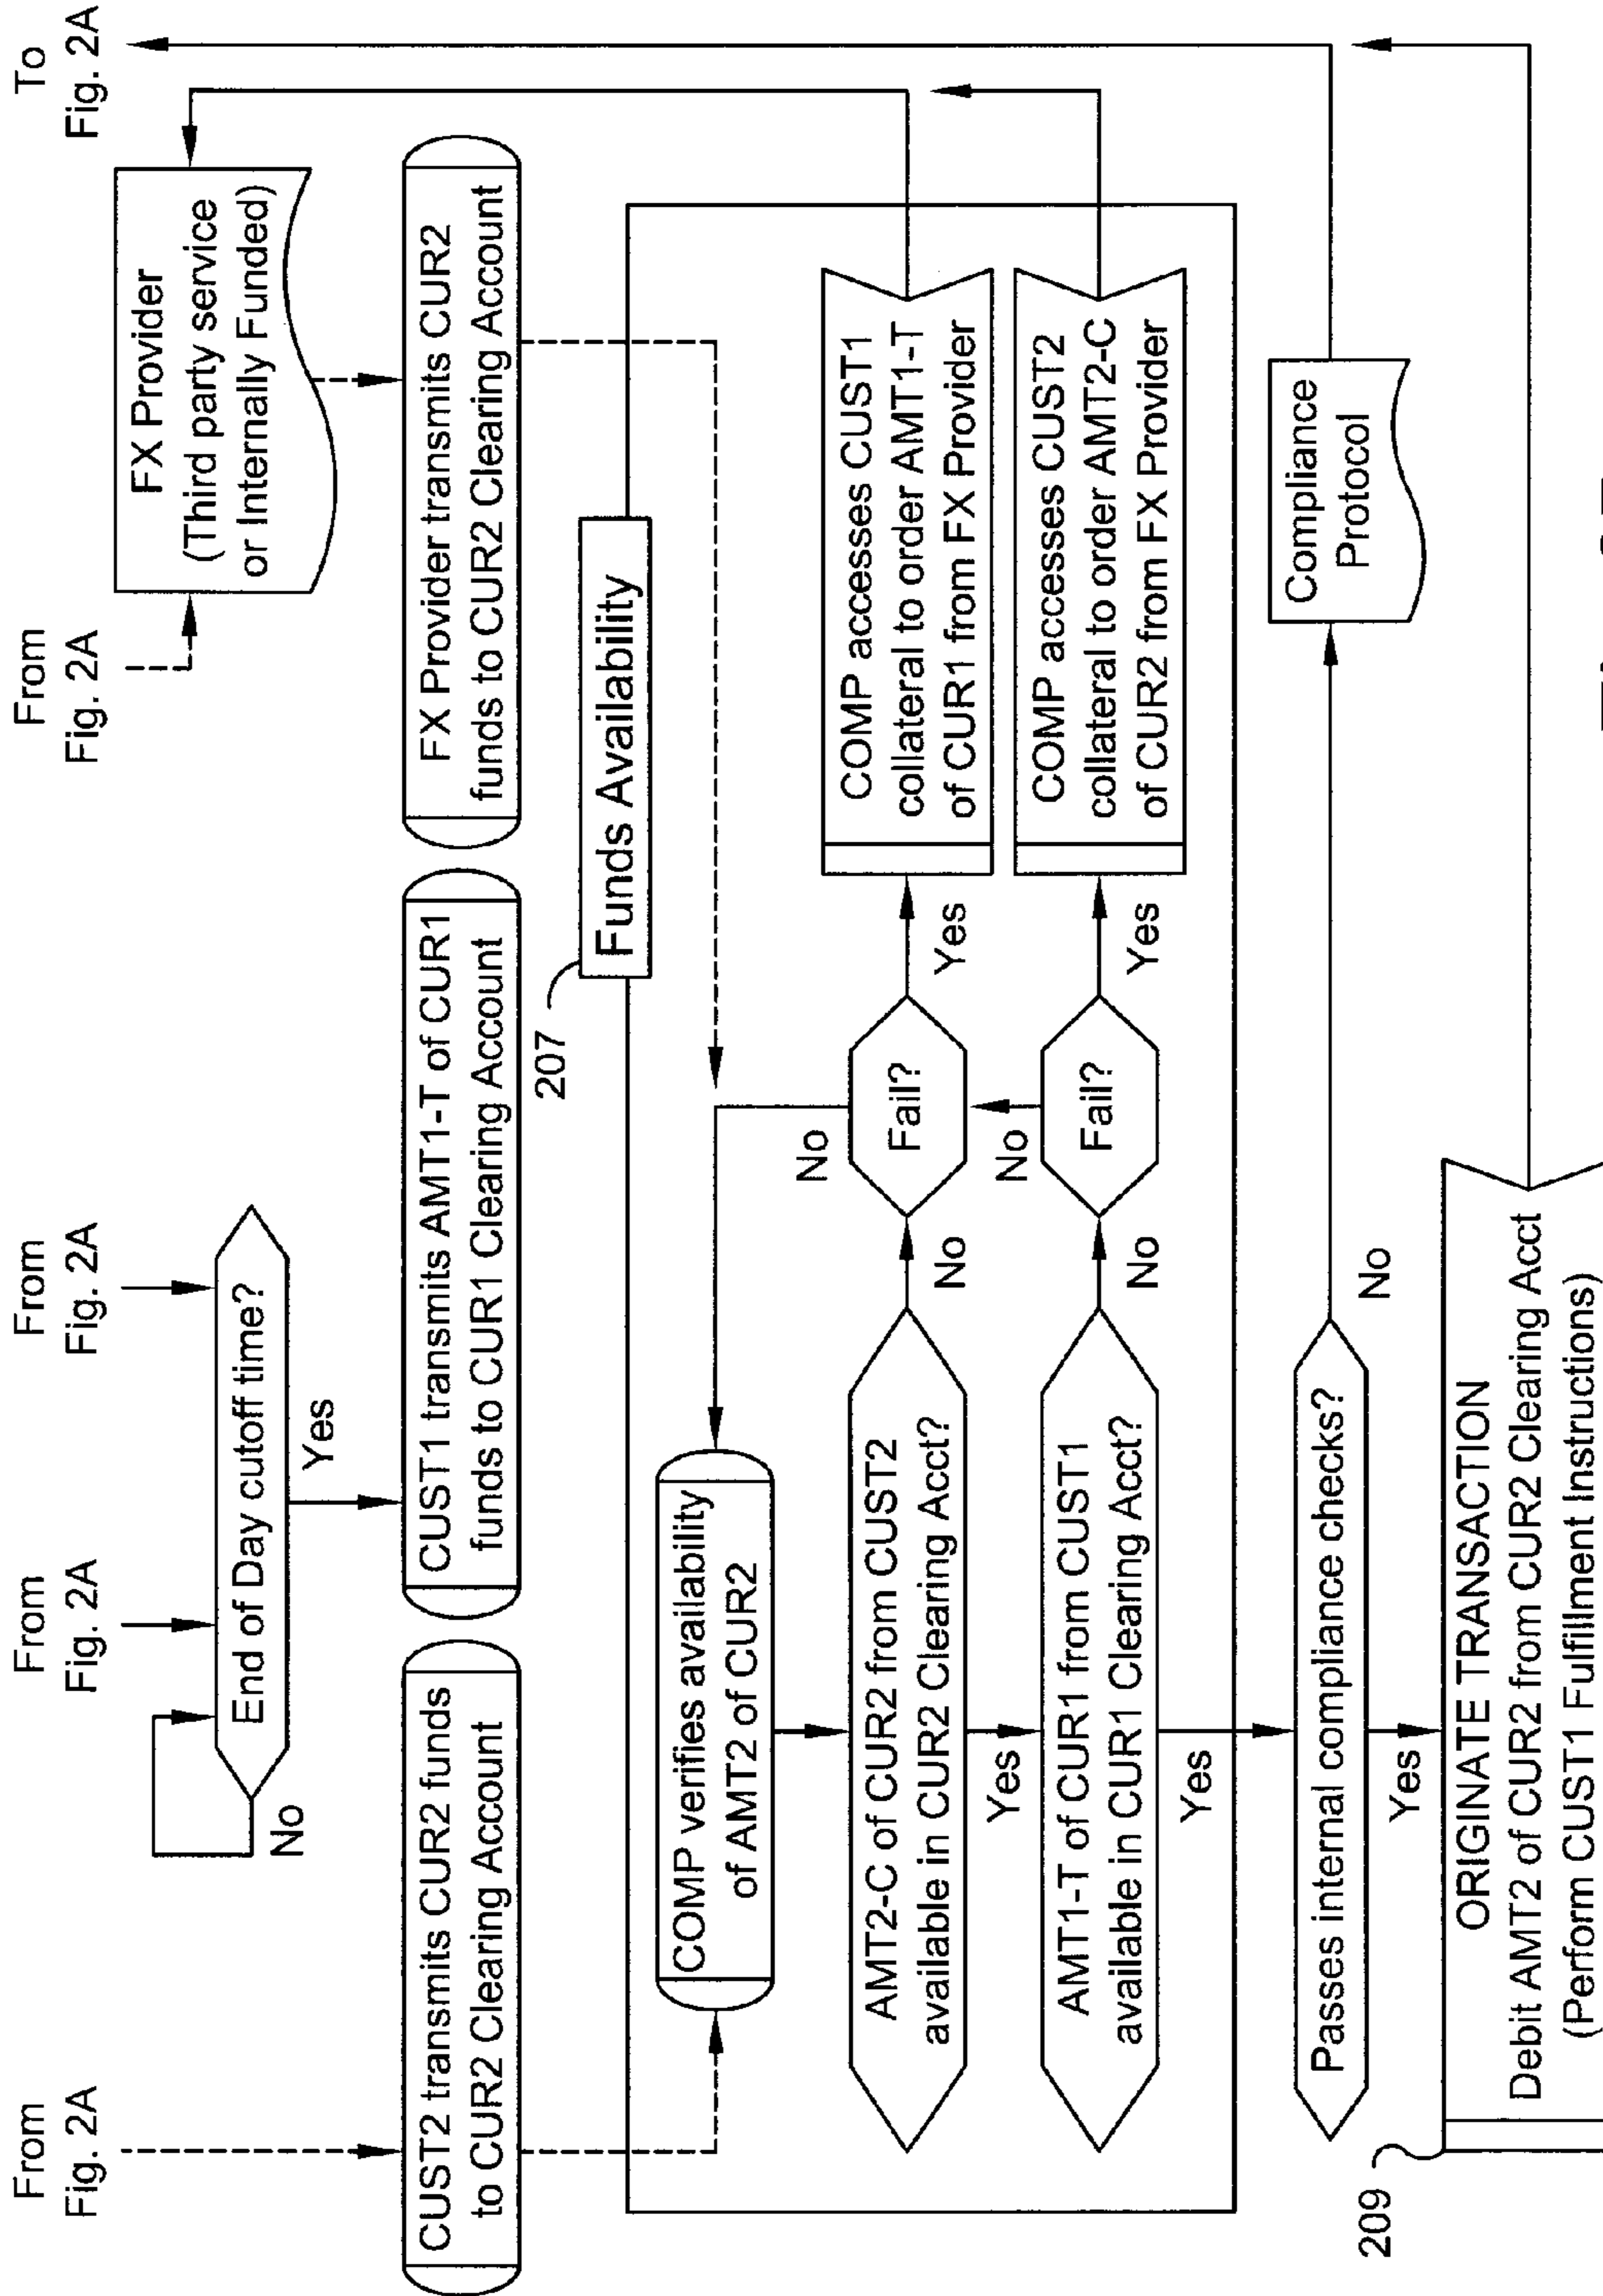 From
Fig. 2A
From
Fig. 2A
From
Fig. 2A
From
Fig. 2A
To
Fig. 2A
End of Day cutoff time?
No
Yes
FX Provider
(Third party service
or Internally Funded)
CUST2 transmits CUR2 funds
to CUR2 Clearing Account
CUST1 transmits AMT1-T of CUR1
funds to CUR1 Clearing Account
FX Provider transmits CUR2
funds to CUR2 Clearing Account
207
Funds Availability
COMP verifies availability
of AMT2 of CUR2
AMT2-C of CUR2 from CUST2
available in CUR2 Clearing Acct?
No
Fail?
No
Yes
COMP accesses CUST1
collateral to order AMT1-T
of CUR1 from FX Provider
Yes
AMT1-T of CUR1 from CUST1
available in CUR1 Clearing Acct?
No
Fail?
No
Yes
COMP accesses CUST2
collateral to order AMT2-C
of CUR2 from FX Provider
Yes
Passes internal compliance checks?
No
Compliance
Protocol
Yes
209
ORIGINATE TRANSACTION
Debit AMT2 of CUR2 from CUR2 Clearing Acct
(Perform CUST1 Fulfillment Instructions)